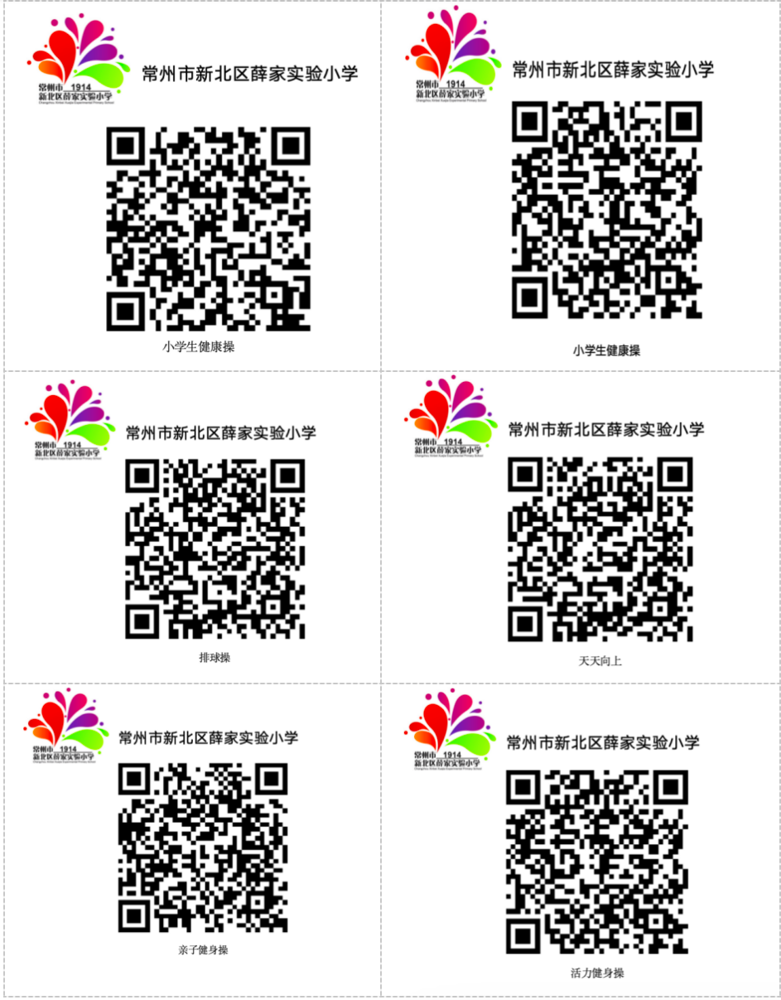 常州市新北区薛家实验小学
常州市 1914
新北区薛家实验小学
Changzhou Xinbei Xuejia Experimental Primary School
小学生健康操
常州市新北区薛家实验小学
常州市 1914
新北区薛家实验小学
Changzhou Xinbei Xuejia Experimental Primary School
小学生健康操
常州市新北区薛家实验小学
常州市 1914
新北区薛家实验小学
Changzhou Xinbei Xuejia Experimental Primary School
排球操
常州市新北区薛家实验小学
常州市 1914
新北区薛家实验小学
Changzhou Xinbei Xuejia Experimental Primary School
天天向上
常州市新北区薛家实验小学
常州市 1914
新北区薛家实验小学
Changzhou Xinbei Xuejia Experimental Primary School
亲子健身操
常州市新北区薛家实验小学
常州市 1914
新北区薛家实验小学
Changzhou Xinbei Xuejia Experimental Primary School
活力健身操